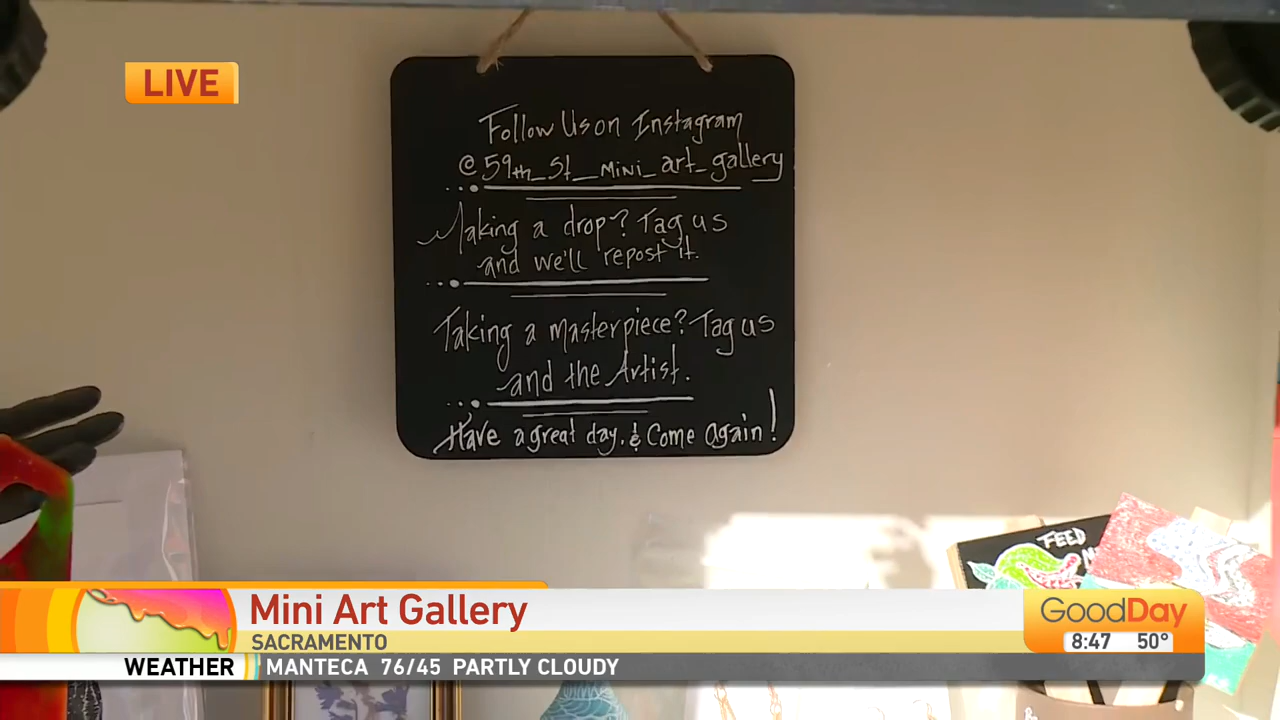 LIVE
Follow Us on Instagram
@59th_St_Mini_art_gallery
Making a drop? Tag us
and we'll repost it.
Taking a masterpiece? Tag us
and the Artist.
Have a great day, & Come Again!
FEED
Mini Art Gallery
SACRAMENTO
GoodDay
8:47 50°
WEATHER MANTECA 76/45 PARTLY CLOUDY